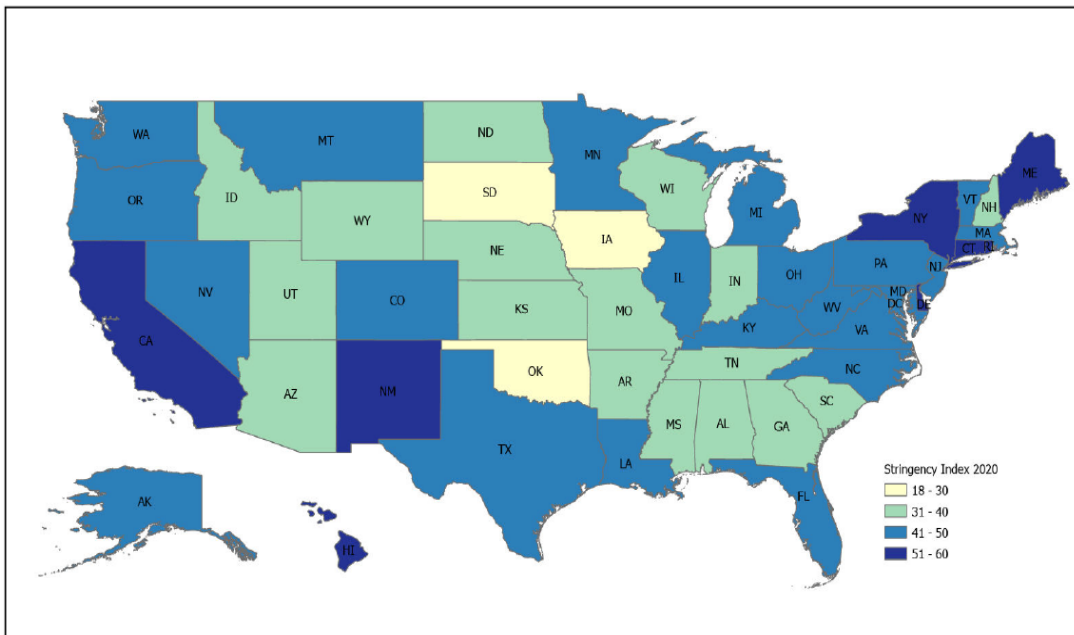 WA
MT
ND
MN
ME
OR
ID
SD
WI
VT
NH
WY
MI
NY
MA
CT RI
IA
NE
PA
NJ
NV
UT
CO
IL
IN
OH
MD
DC
DE
WV
KS
MO
KY
VA
CA
AZ
NM
OK
AR
TN
NC
SC
MS
AL
GA
TX
LA
FL
AK
HI
Stringency Index 2020
18 - 30
31 - 40
41 - 50
51 - 60